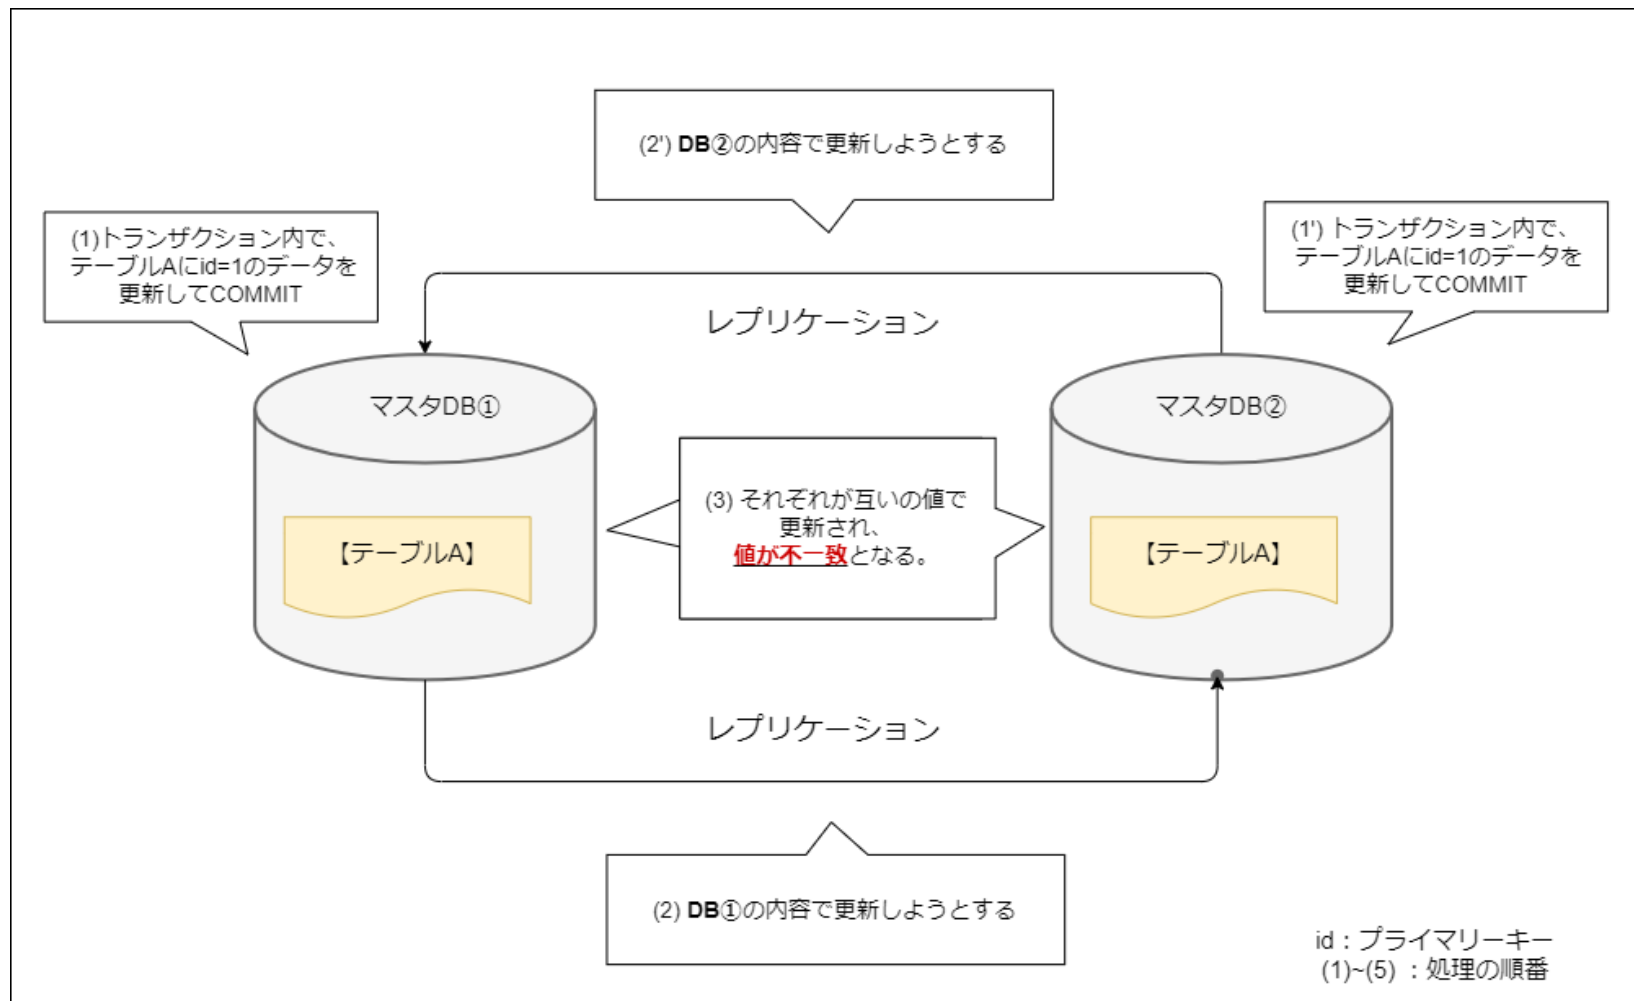 (2') DB②の内容で更新しようとする
(1)トランザクション内で、
テーブルAにid=1のデータを
更新してCOMMIT
(1') トランザクション内で、
テーブルAにid=1のデータを
更新してCOMMIT
レプリケーション
マスタDB①
マスタDB②
(3) それぞれが互いの値で
更新され、
値が不一致となる。
【テーブルA】
【テーブルA】
レプリケーション
(2) DB①の内容で更新しようとする
id：プライマリーキー
(1)~(5) ：処理の順番